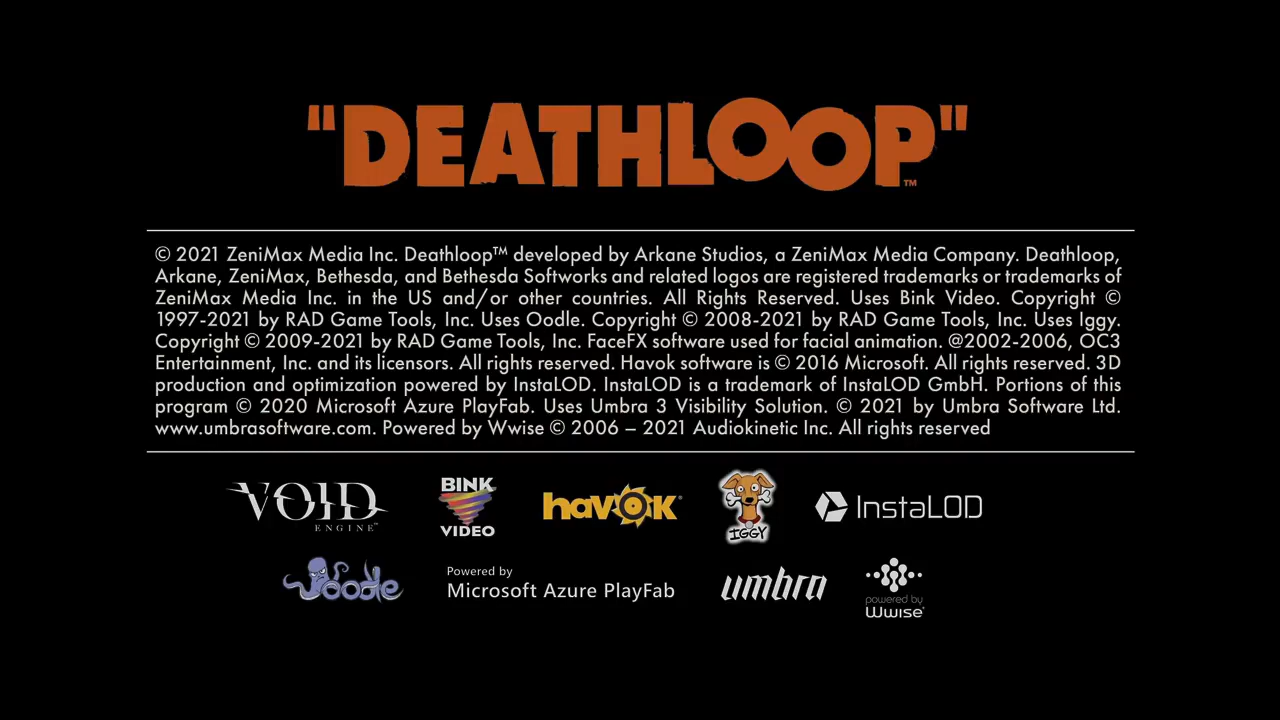 "DEATHLOOP"™
© 2021 ZeniMax Media Inc. Deathloop™ developed by Arkane Studios, a ZeniMax Media Company. Deathloop,
Arkane, ZeniMax, Bethesda, and Bethesda Softworks and related logos are registered trademarks or trademarks of
ZeniMax Media Inc. in the US and/or other countries. All Rights Reserved. Uses Bink Video. Copyright ©
1997-2021 by RAD Game Tools, Inc. Uses Oodle. Copyright © 2008-2021 by RAD Game Tools, Inc. Uses Iggy.
Copyright © 2009-2021 by RAD Game Tools, Inc. FaceFX software used for facial animation. @2002-2006, OC3
Entertainment, Inc. and its licensors. All rights reserved. Havok software is © 2016 Microsoft. All rights reserved. 3D
production and optimization powered by InstaLOD. InstaLOD is a trademark of InstaLOD GmbH. Portions of this
program © 2020 Microsoft Azure PlayFab. Uses Umbra 3 Visibility Solution. © 2021 by Umbra Software Ltd.
www.umbrasoftware.com. Powered by Wwise © 2006 – 2021 Audiokinetic Inc. All rights reserved
VOID
ENGINE™
BINK
VIDEO
havok®
IGGY
InstaLOD
oodle
Powered by
Microsoft Azure PlayFab
umbra
powered by
Wwise®